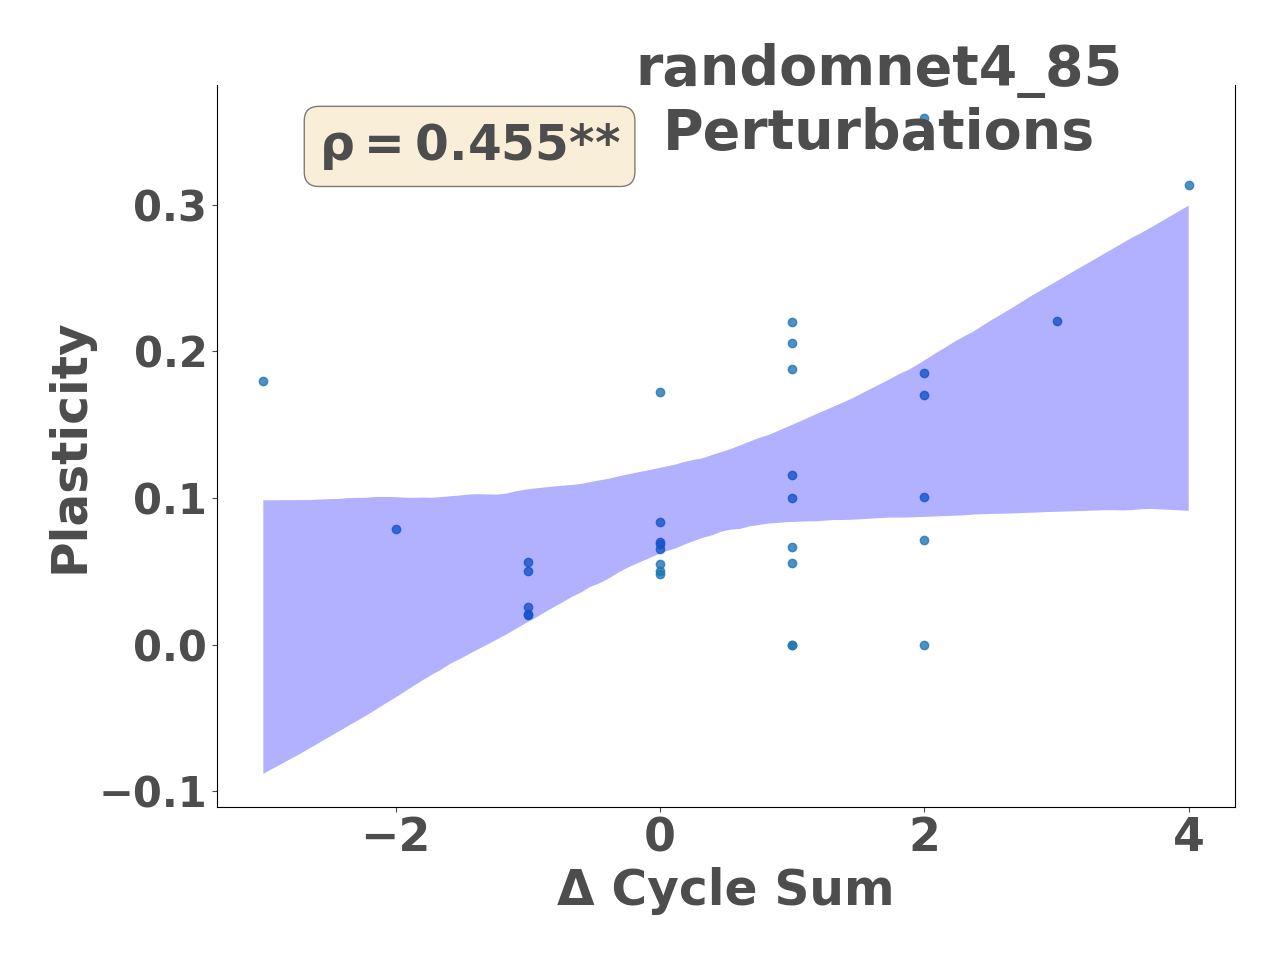 randomnet4_85
Perturbations
ρ = 0.455**
Plasticity
0.3
0.2
0.1
0.0
−0.1
−2
0
2
4
Δ Cycle Sum